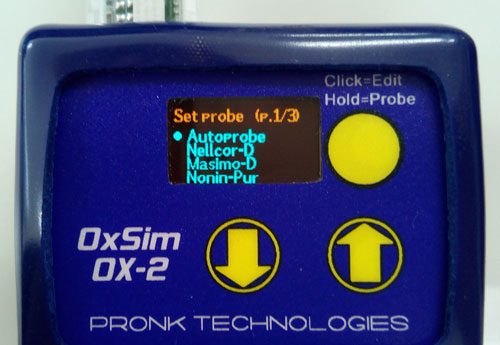 Click=Edit
Hold=Probe
Set probe (p.1/3)
Autoprobe
Nellcor-D
Masimo-D
Nonin-Pur
OxSim
OX-2
PRONK TECHNOLOGIES